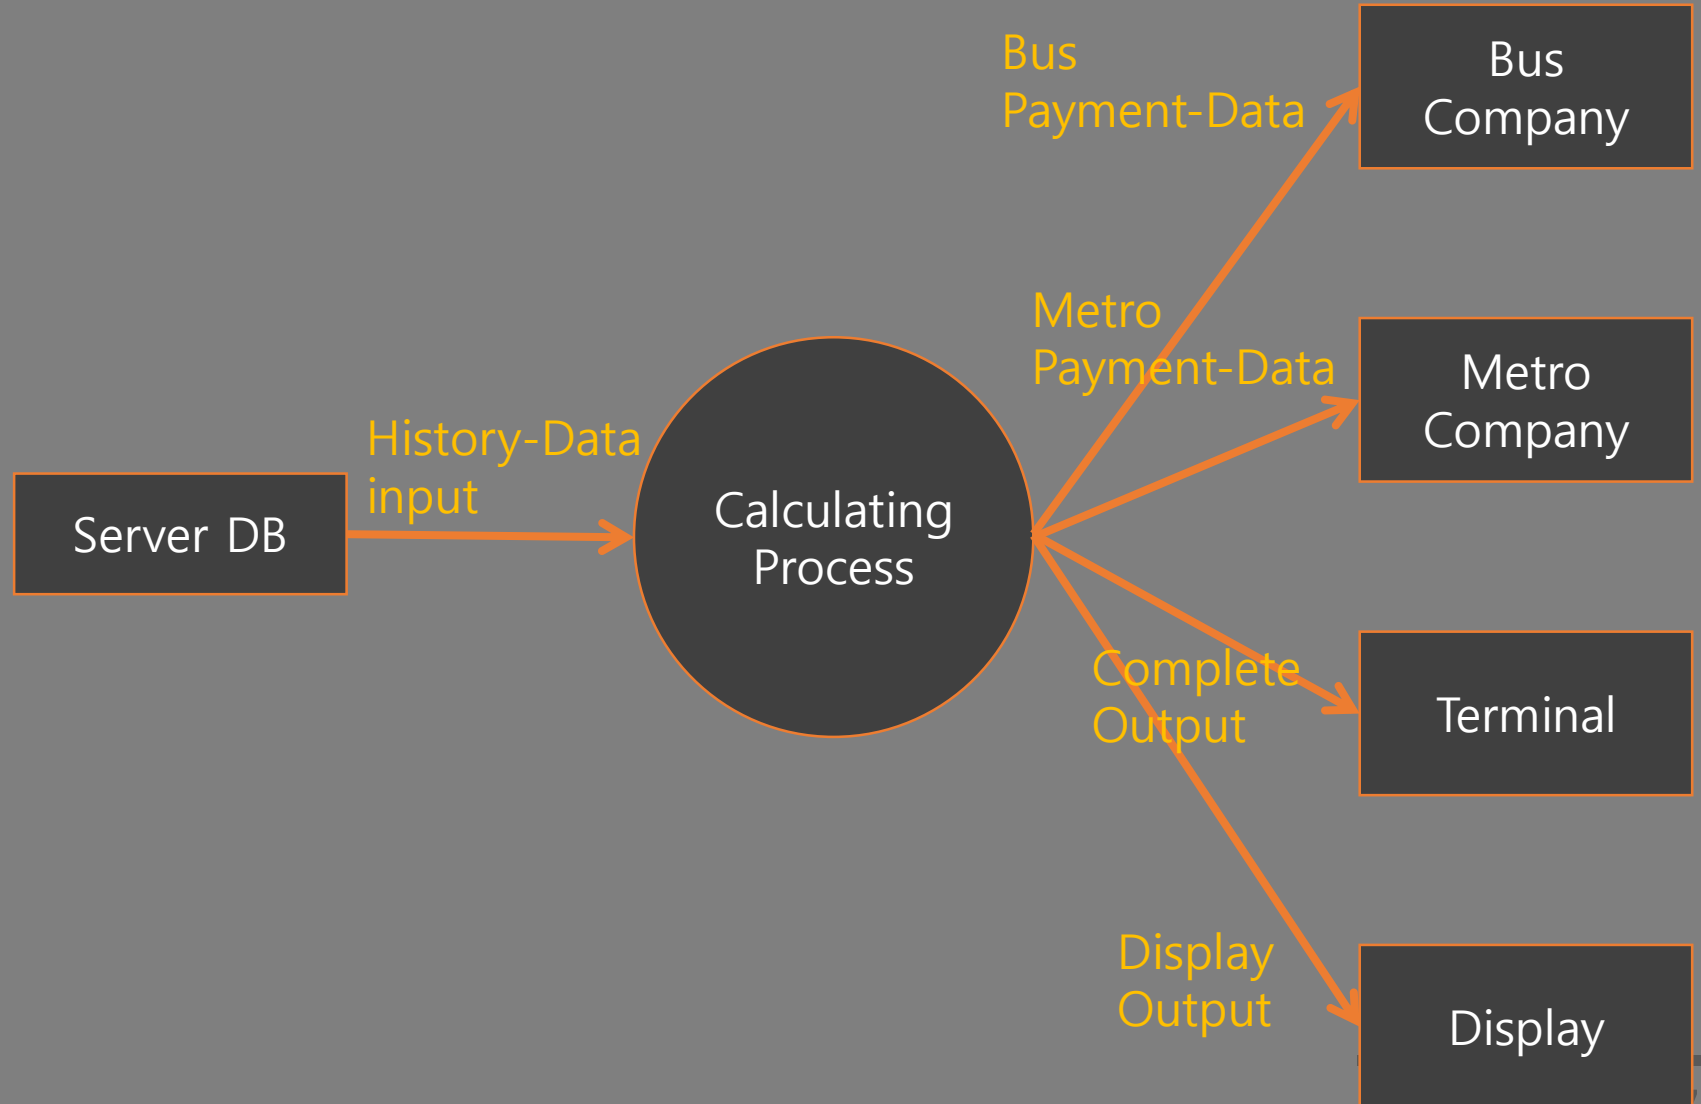 Server DB
History-Data
input
Calculating
Process
Bus
Payment-Data
Bus
Company
Metro
Payment-Data
Metro
Company
Complete
Output
Terminal
Display
Output
Display